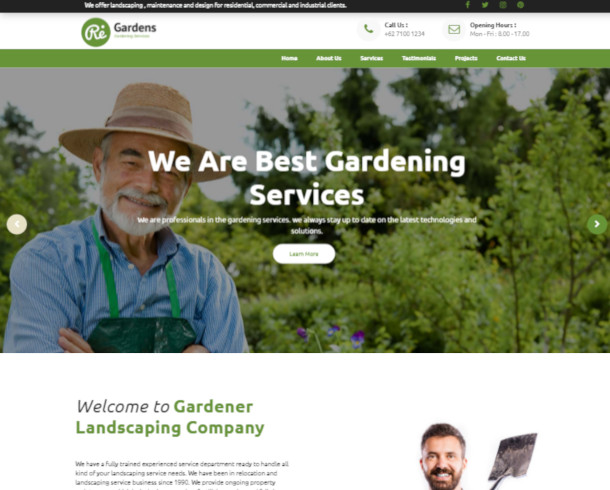 We offer landscaping , maintenance and design for residential, commercial and industrial clients.
Re
Gardens
Gardening Services
Call Us :
+62 7100 1234
Opening Hours :
Mon - Fri : 8.00 - 17.00
Home
About Us
Services
Testimonials
Projects
Contact Us
We Are Best Gardening
Services
We are professionals in the gardening services, we always stay up to date on the latest technologies and
solutions.
Learn More
Welcome to Gardener
Landscaping Company
We have a fully trained experienced service department ready to handle all
kind of your landscaping service needs. We have been in relocation and
landscaping service business since 1990. We provide ongoing property